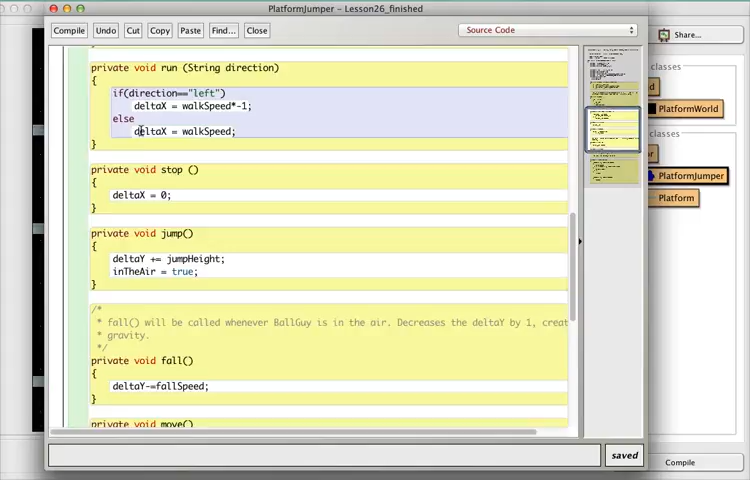 PlatformJumper - Lesson26_finished
Compile
Undo
Cut
Copy
Paste
Find...
Close
Source Code
Share...
private void run (String direction)
{
if(direction=="left")
deltaX = walkSpeed*-1;
else
deltaX = walkSpeed;
}
private void stop ()
{
deltaX = 0;
}
private void jump()
{
deltaY += jumpHeight;
inTheAir = true;
}
/*
* fall() will be called whenever BallGuy is in the air. Decreases the deltaY by 1, creat
* gravity.
*/
private void fall()
{
deltaY-=fallSpeed;
}
private void move()
saved
classes
PlatformWorld
classes
PlatformJumper
Platform
Compile